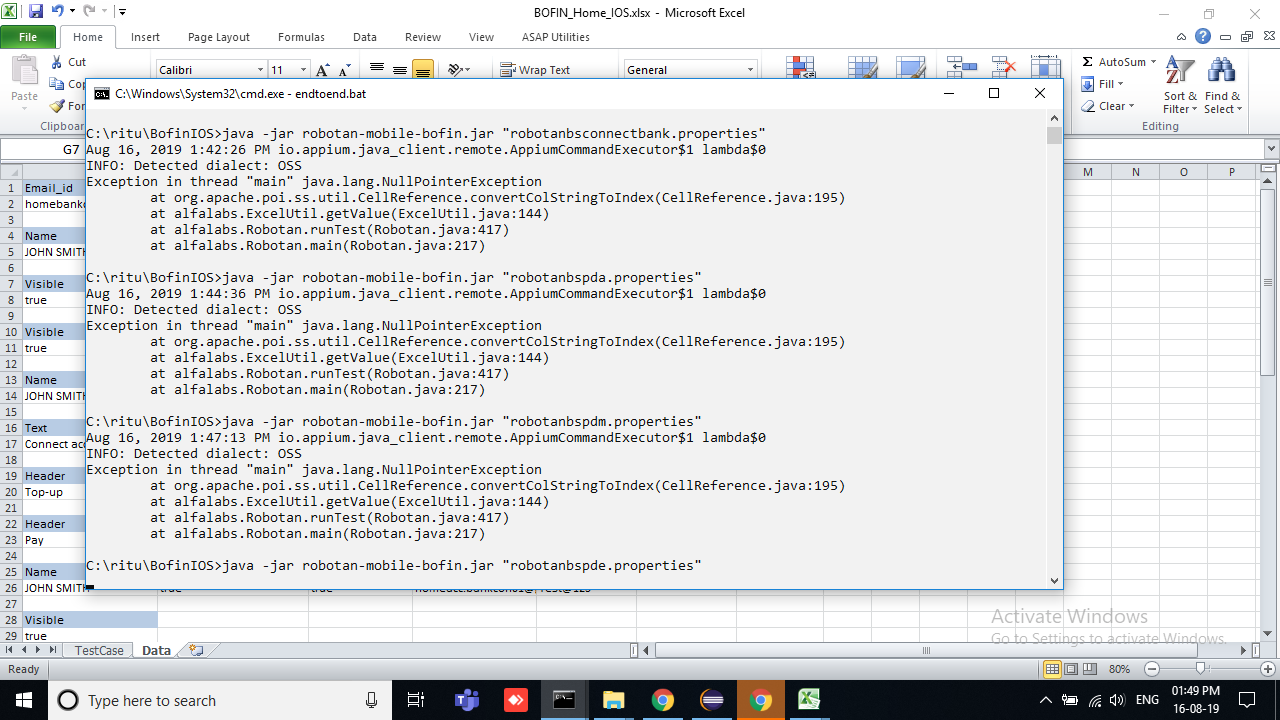 BOFIN_Home_IOS.xlsx - Microsoft Excel
File Home Insert Page Layout Formulas Data Review View ASAP Utilities
Cut
Calibri 11 A A Wrap Text General Σ AutoSum
Paste
Fill
Clear
Sort & Filter
Find & Select
Clipboar
Editing
G7
C:\Windows\System32\cmd.exe - endtoend.bat
C:\ritu\BofinIOS>java -jar robotan-mobile-bofin.jar "robotanbsconnectbank.properties"
Aug 16, 2019 1:42:26 PM io.appium.java_client.remote.AppiumCommandExecutor$1 lambda$0
INFO: Detected dialect: OSS
Exception in thread "main" java.lang.NullPointerException
at org.apache.poi.ss.util.CellReference.convertColStringToIndex(CellReference.java:195)
at alfalabs.ExcelUtil.getValue(ExcelUtil.java:144)
at alfalabs.Robotan.runTest(Robotan.java:417)
at alfalabs.Robotan.main(Robotan.java:217)
C:\ritu\BofinIOS>java -jar robotan-mobile-bofin.jar "robotanbspda.properties"
Aug 16, 2019 1:44:36 PM io.appium.java_client.remote.AppiumCommandExecutor$1 lambda$0
INFO: Detected dialect: OSS
Exception in thread "main" java.lang.NullPointerException
at org.apache.poi.ss.util.CellReference.convertColStringToIndex(CellReference.java:195)
at alfalabs.ExcelUtil.getValue(ExcelUtil.java:144)
at alfalabs.Robotan.runTest(Robotan.java:417)
at alfalabs.Robotan.main(Robotan.java:217)
C:\ritu\BofinIOS>java -jar robotan-mobile-bofin.jar "robotanbspdm.properties"
Aug 16, 2019 1:47:13 PM io.appium.java_client.remote.AppiumCommandExecutor$1 lambda$0
INFO: Detected dialect: OSS
Exception in thread "main" java.lang.NullPointerException
at org.apache.poi.ss.util.CellReference.convertColStringToIndex(CellReference.java:195)
at alfalabs.ExcelUtil.getValue(ExcelUtil.java:144)
at alfalabs.Robotan.runTest(Robotan.java:417)
at alfalabs.Robotan.main(Robotan.java:217)
C:\ritu\BofinIOS>java -jar robotan-mobile-bofin.jar "robotanbspde.properties"
M N O P
1 Email_id
2 homebank
3
4 Name
5 JOHN SMITH
6
7 Visible
8 true
9
10 Visible
11 true
12
13 Name
14 JOHN SMITH
15
16 Text
17 Connect acc
18
19 Header
20 Top-up
21
22 Header
23 Pay
24
25 Name
26 JOHN SMITH true true
27
28 Visible
29 true
Activate Windows
Go to Settings to activate Windows.
TestCase Data
Ready 80%
Type here to search
ENG
01:49 PM
16-08-19